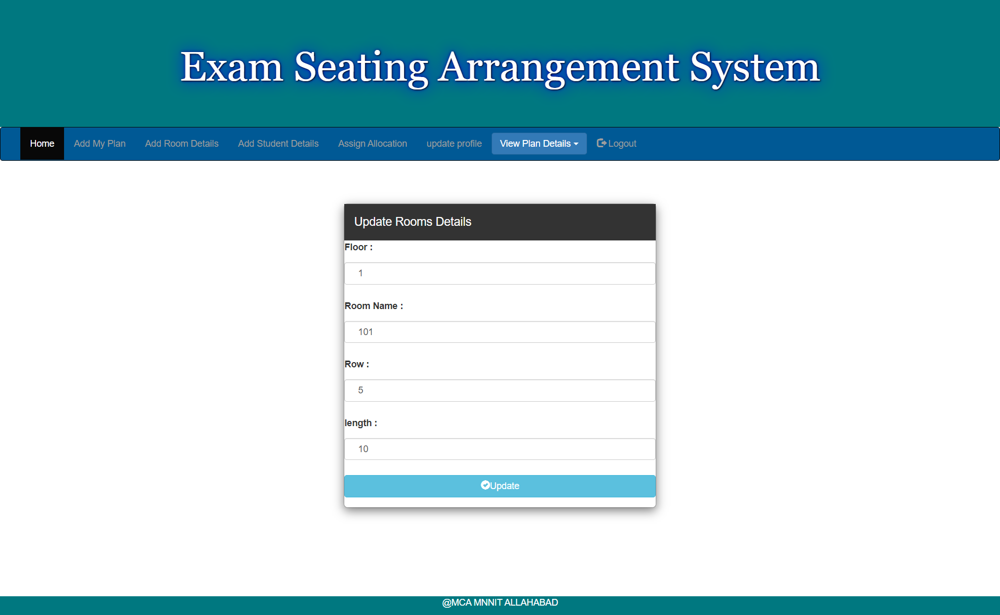 Exam Seating Arrangement System
Home Add My Plan Add Room Details Add Student Details Assign Allocation update profile View Plan Details Logout
Update Rooms Details
Floor :
1
Room Name :
101
Row :
5
length :
10
Update
@MCA MNNIT ALLAHABAD